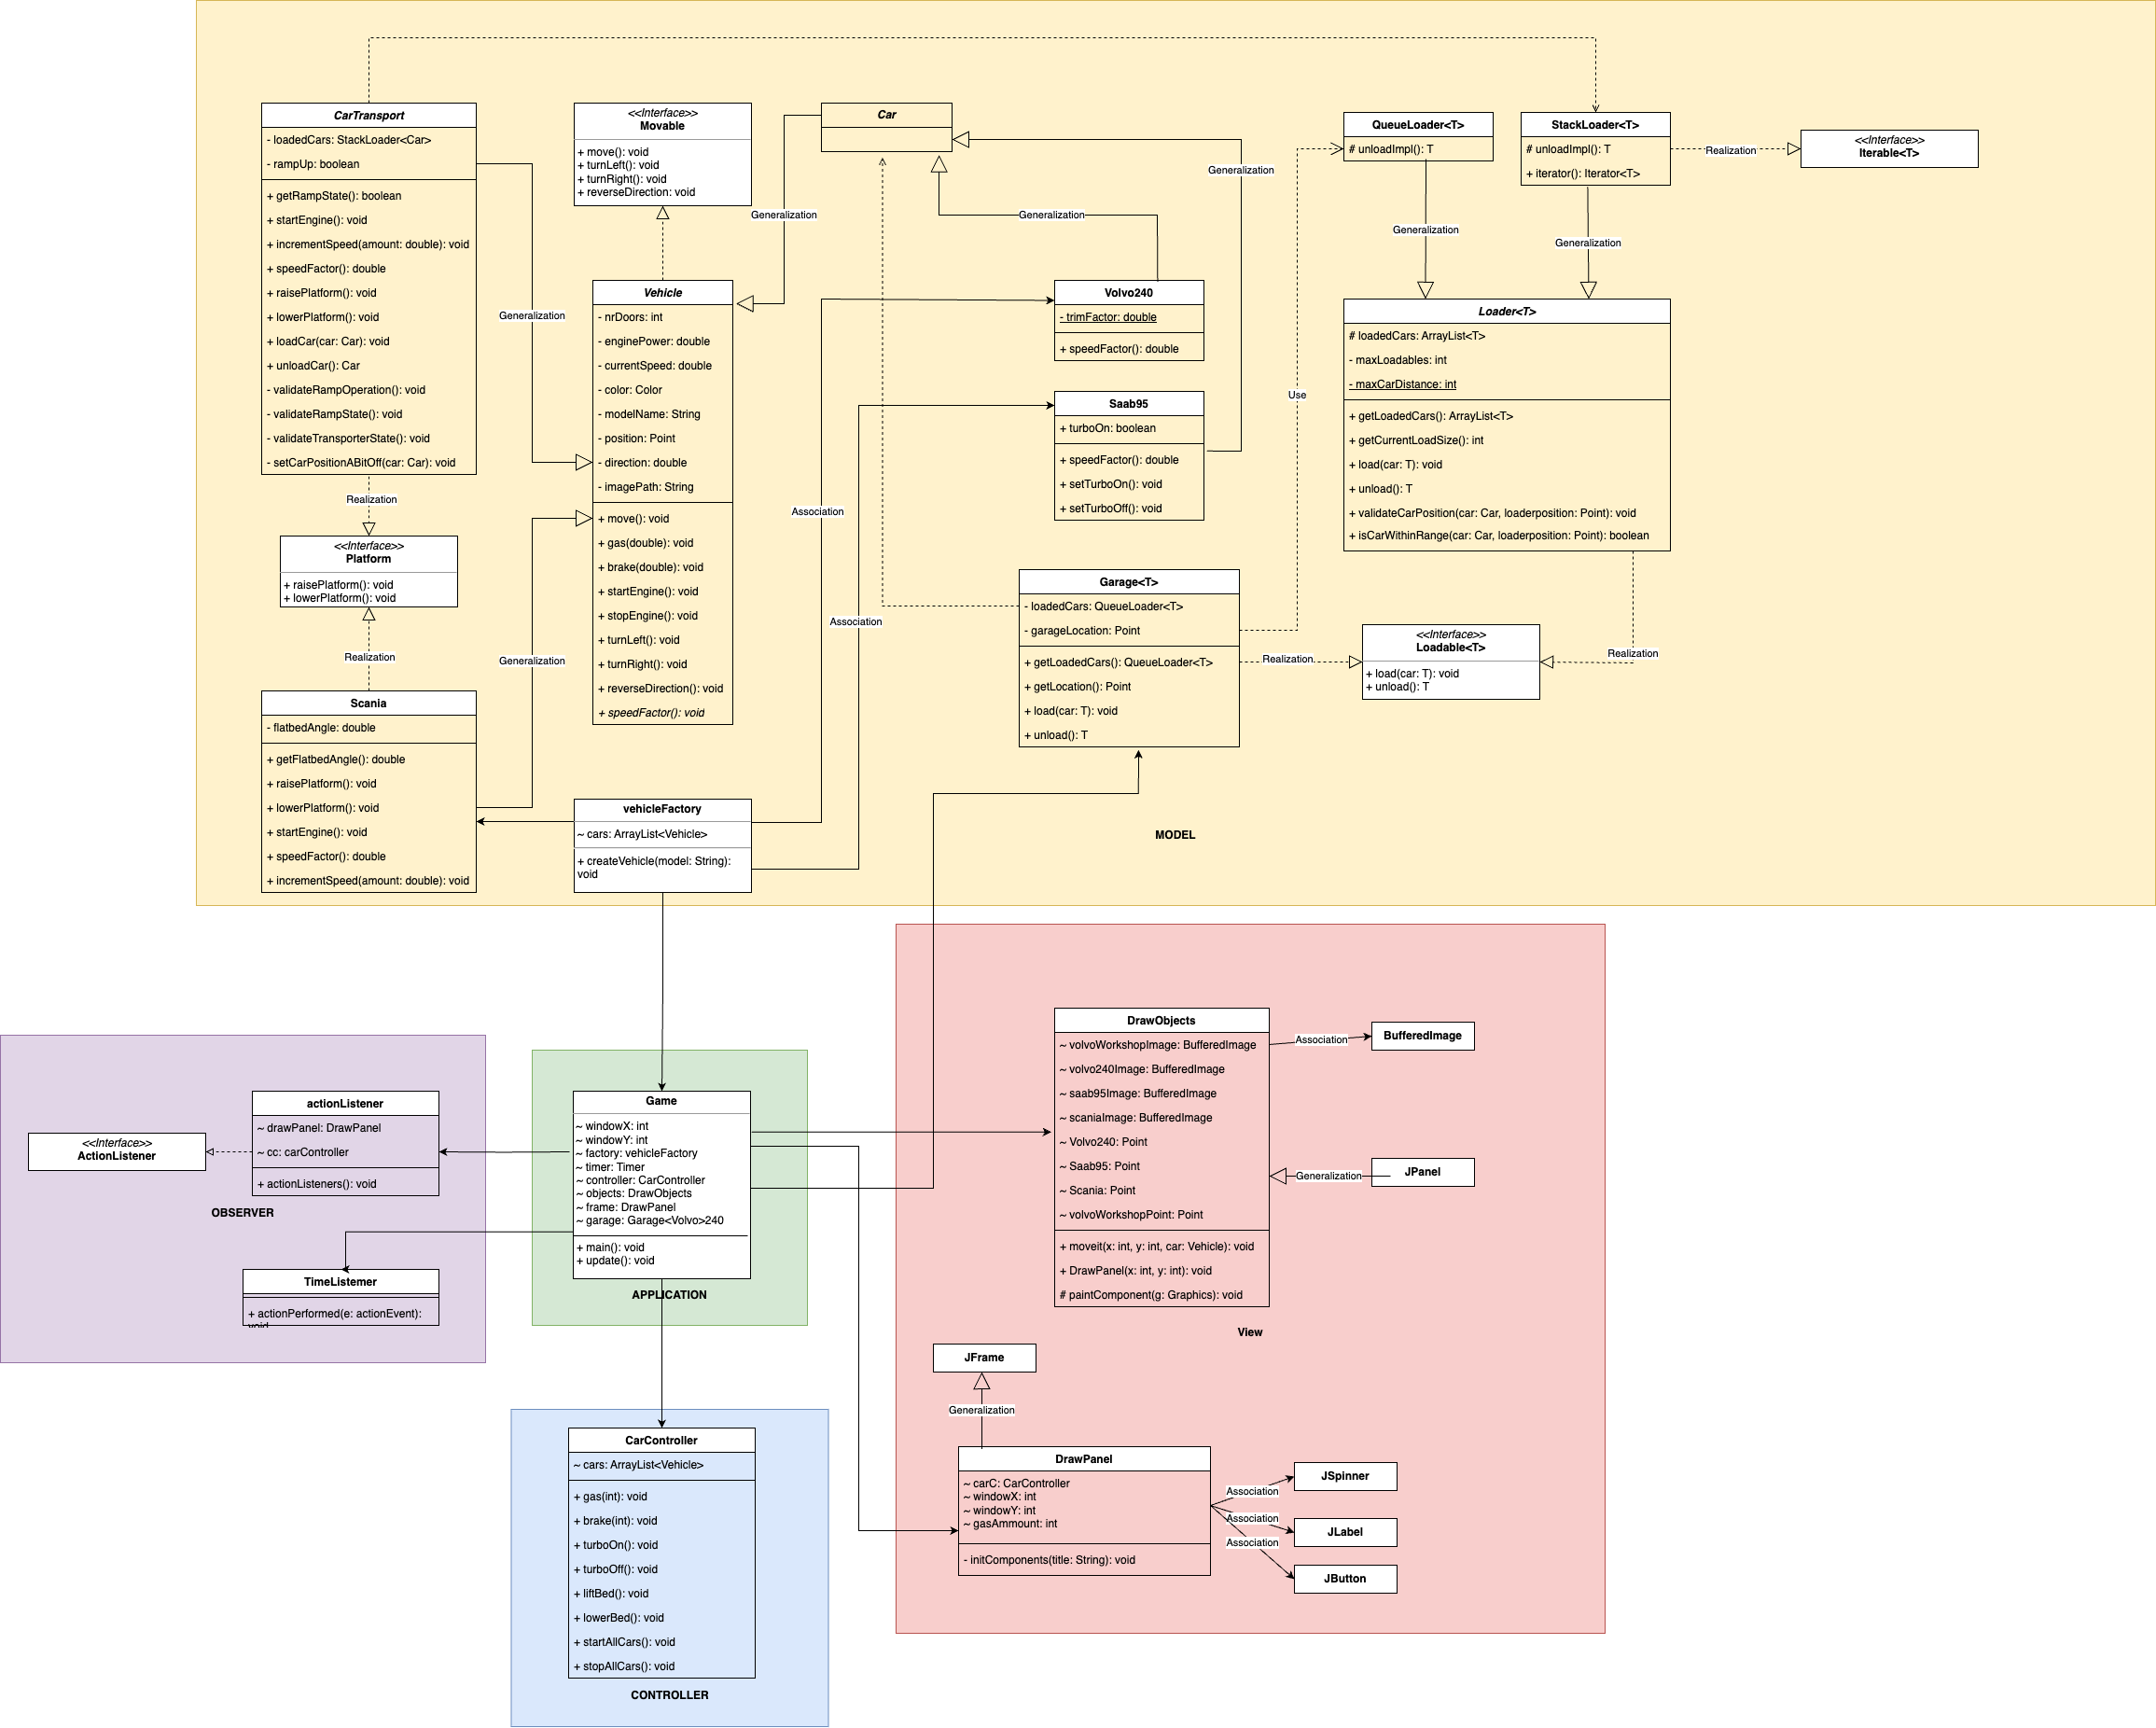 CarTransport
- loadedCars: StackLoader<Car>
- rampUp: boolean
+ getRampState(): boolean
+ startEngine(): void
+ incrementSpeed(amount: double): void
+ speedFactor(): double
+ raisePlatform(): void
+ lowerPlatform(): void
+ loadCar(car: Car): void
+ unloadCar(): Car
- validateRampOperation(): void
- validateRampState(): void
- validateTransporterState(): void
- setCarPositionABitOff(car: Car): void
<<Interface>>
Movable
+ move(): void
+ turnLeft(): void
+ turnRight(): void
+ reverseDirection: void
Car
QueueLoader<T>
# unloadImpl(): T
StackLoader<T>
# unloadImpl(): T
+ iterator(): Iterator<T>
Realization
<<Interface>>
Iterable<T>
Generalization
Generalization
Generalization
Generalization
Generalization
Generalization
Vehicle
- nrDoors: int
- enginePower: double
- currentSpeed: double
- color: Color
- modelName: String
- position: Point
- direction: double
- imagePath: String
+ move(): void
+ gas(double): void
+ brake(double): void
+ startEngine(): void
+ stopEngine(): void
+ turnLeft(): void
+ turnRight(): void
+ reverseDirection(): void
+ speedFactor(): void
Volvo240
- trimFactor: double
+ speedFactor(): double
Saab95
+ turboOn: boolean
+ speedFactor(): double
+ setTurboOn(): void
+ setTurboOff(): void
Use
Loader<T>
# loadedCars: ArrayList<T>
- maxLoadables: int
- maxCarDistance: int
+ getLoadedCars(): ArrayList<T>
+ getCurrentLoadSize(): int
+ load(car: T): void
+ unload(): T
+ validateCarPosition(car: Car, loaderposition: Point): void
+ isCarWithinRange(car: Car, loaderposition: Point): boolean
Realization
<<Interface>>
Platform
+ raisePlatform(): void
+ lowerPlatform(): void
Realization
Generalization
Association
Association
Garage<T>
- loadedCars: QueueLoader<T>
- garageLocation: Point
+ getLoadedCars(): QueueLoader<T>
+ getLocation(): Point
+ load(car: T): void
+ unload(): T
Realization
<<Interface>>
Loadable<T>
+ load(car: T): void
+ unload(): T
Realization
Scania
- flatbedAngle: double
+ getFlatbedAngle(): double
+ raisePlatform(): void
+ lowerPlatform(): void
+ startEngine(): void
+ speedFactor(): double
+ incrementSpeed(amount: double): void
vehicleFactory
~ cars: ArrayList<Vehicle>
+ createVehicle(model: String):
void
MODEL
actionListener
~ drawPanel: DrawPanel
~ cc: carController
+ actionListeners(): void
<<Interface>>
ActionListener
OBSERVER
TimeListemer
+ actionPerformed(e: actionEvent):
void
Game
~ windowX: int
~ windowY: int
~ factory: vehicleFactory
~ timer: Timer
~ controller: CarController
~ objects: DrawObjects
~ frame: DrawPanel
~ garage: Garage<Volvo>240
+ main(): void
+ update(): void
APPLICATION
DrawObjects
~ volvoWorkshopImage: BufferedImage
~ volvo240Image: BufferedImage
~ saab95Image: BufferedImage
~ scaniaImage: BufferedImage
~ Volvo240: Point
~ Saab95: Point
~ Scania: Point
~ volvoWorkshopPoint: Point
+ moveit(x: int, y: int, car: Vehicle): void
+ DrawPanel(x: int, y: int): void
# paintComponent(g: Graphics): void
Association
BufferedImage
Generalization
JPanel
View
JFrame
Generalization
DrawPanel
~ carC: CarController
~ windowX: int
~ windowY: int
~ gasAmmount: int
- initComponents(title: String): void
Association
Association
Association
JSpinner
JLabel
JButton
CarController
~ cars: ArrayList<Vehicle>
+ gas(int): void
+ brake(int): void
+ turboOn(): void
+ turboOff(): void
+ liftBed(): void
+ lowerBed(): void
+ startAllCars(): void
+ stopAllCars(): void
CONTROLLER